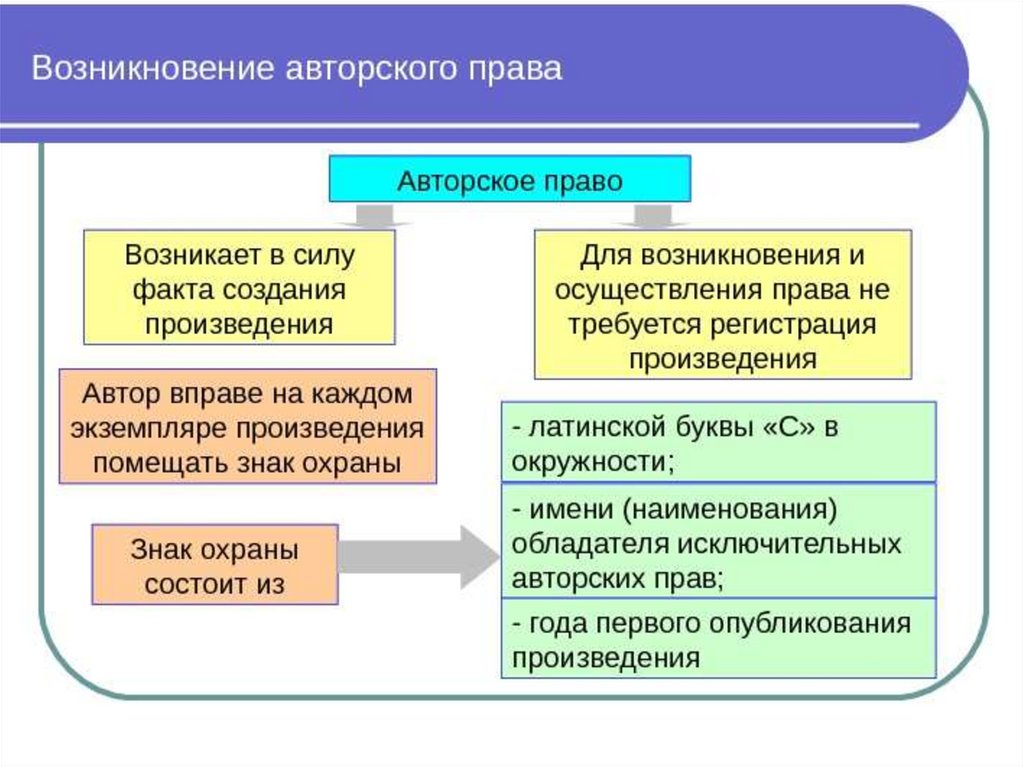 Возникновение авторского права
Авторское право
Возникает в силу
факта создания
произведения
Для возникновения и
осуществления права не
требуется регистрация
произведения
Автор вправе на каждом
экземпляре произведения
помещать знак охраны
Знак охраны
состоит из
- латинской буквы «С» в
окружности;
- имени (наименования)
обладателя исключительных
авторских прав;
- года первого опубликования
произведения